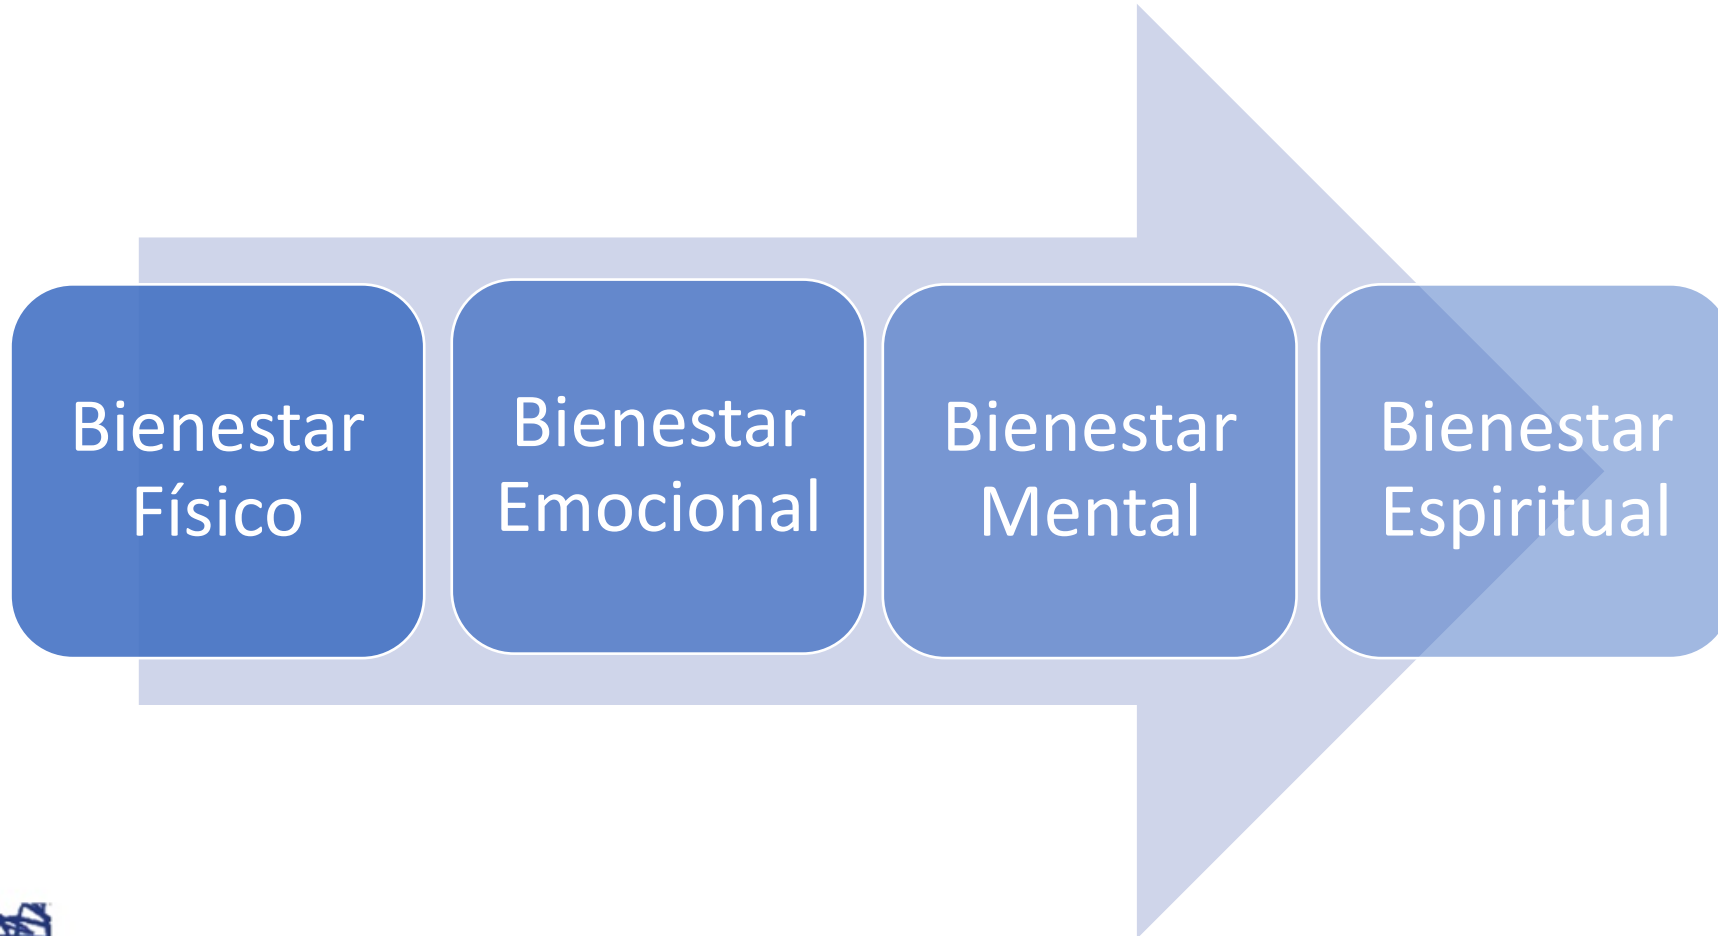 Bienestar
Físico
Bienestar
Emocional
Bienestar
Mental
Bienestar
Espiritual